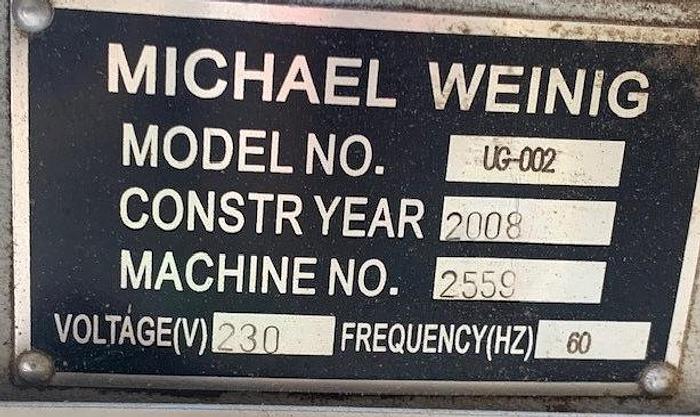 MICHAEL WEINIG
MODEL NO. UG-002
CONSTR YEAR 2008
MACHINE NO. 2559
VOLTAGE(V) 230 FREQUENCY(HZ) 60